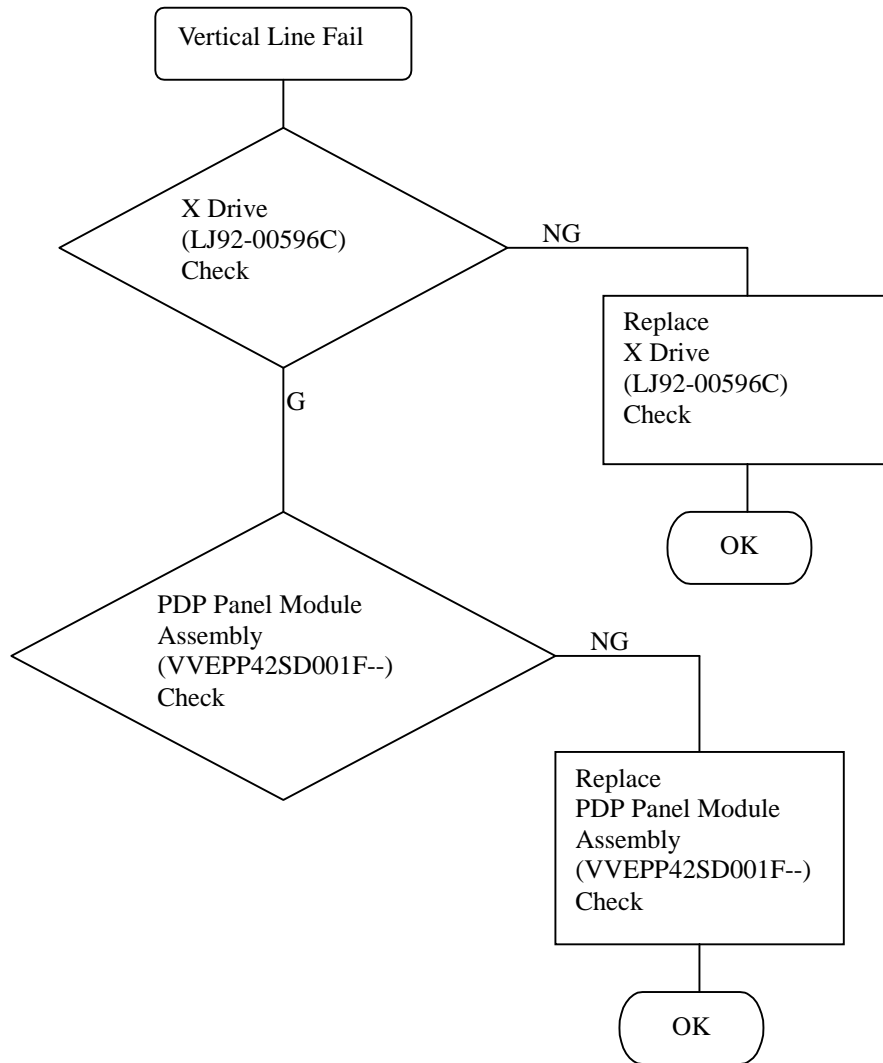 Vertical Line Fail
X Drive
(LJ92-00596C)
Check
NG
Replace
X Drive
(LJ92-00596C)
Check
OK
G
PDP Panel Module
Assembly
(VVEPP42SD001F--)
Check
NG
Replace
PDP Panel Module
Assembly
(VVEPP42SD001F--)
Check
OK